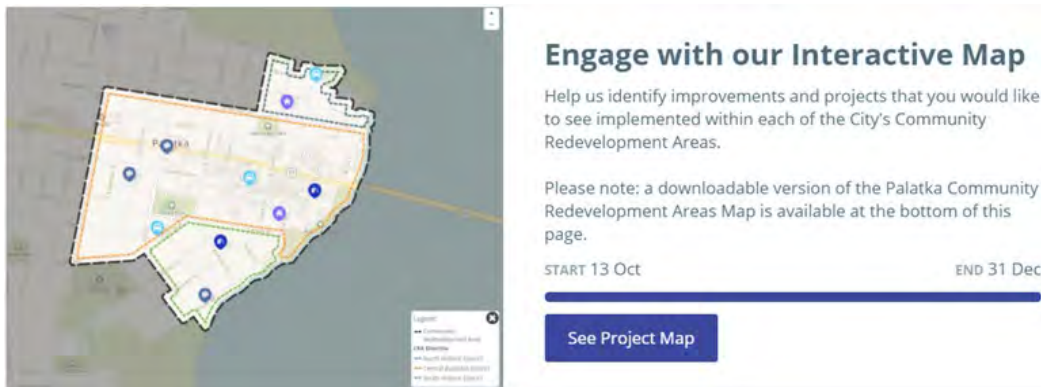 Palatka
Legend
Community
Redevelopment Area
CRA Districts
North Historic District
Central Business District
South Historic District
Engage with our Interactive Map
Help us identify improvements and projects that you would like
to see implemented within each of the City's Community
Redevelopment Areas.
Please note: a downloadable version of the Palatka Community
Redevelopment Areas Map is available at the bottom of this
page.
START 13 Oct
END 31 Dec
See Project Map